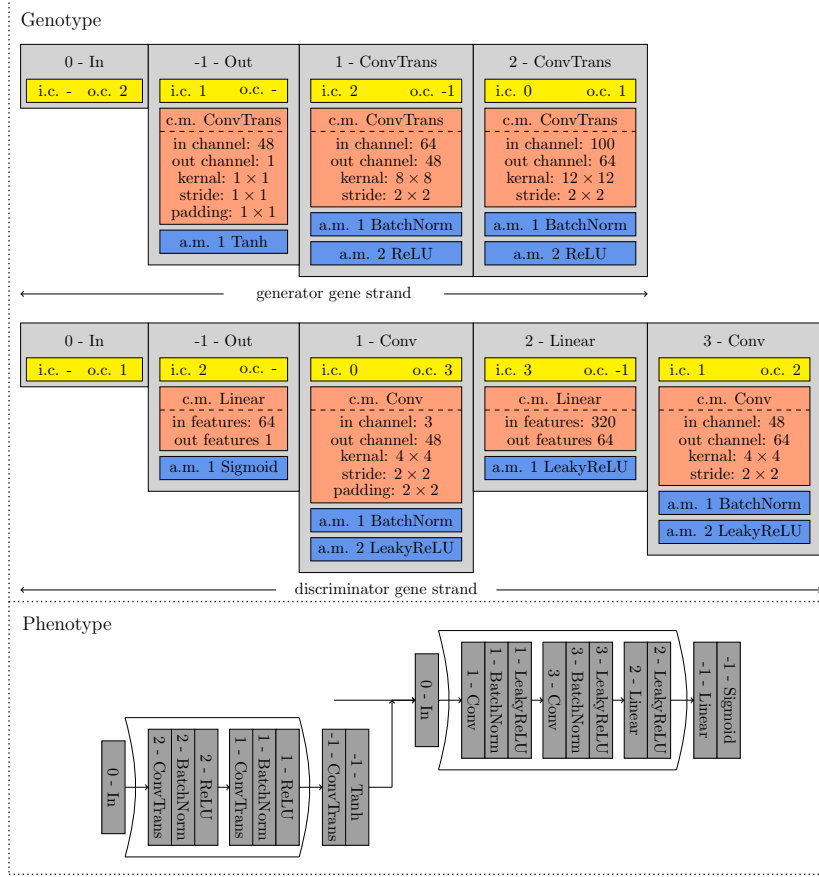 Genotype
0 - In
i.c. - o.c. 2
-1 - Out
i.c. 1 o.c. -
c.m. ConvTrans
in channel: 48
out channel: 1
kernal: 1 × 1
stride: 1 × 1
padding: 1 × 1
a.m. 1 Tanh
1 - ConvTrans
i.c. 2 o.c. -1
c.m. ConvTrans
in channel: 64
out channel: 48
kernal: 8 × 8
stride: 2 × 2
a.m. 1 BatchNorm
a.m. 2 ReLU
2 - ConvTrans
i.c. 0 o.c. 1
c.m. ConvTrans
in channel: 100
out channel: 64
kernal: 12 × 12
stride: 2 × 2
a.m. 1 BatchNorm
a.m. 2 ReLU
generator gene strand
0 - In
i.c. - o.c. 1
-1 - Out
i.c. 2 o.c. -
c.m. Linear
in features: 64
out features 1
a.m. 1 Sigmoid
1 - Conv
i.c. 0 o.c. 3
c.m. Conv
in channel: 3
out channel: 48
kernal: 4 × 4
stride: 2 × 2
padding: 2 × 2
a.m. 1 BatchNorm
a.m. 2 LeakyReLU
2 - Linear
i.c. 3 o.c. -1
c.m. Linear
in features: 320
out features 64
a.m. 1 LeakyReLU
3 - Conv
i.c. 1 o.c. 2
c.m. Conv
in channel: 48
out channel: 64
kernal: 4 × 4
stride: 2 × 2
a.m. 1 BatchNorm
a.m. 2 LeakyReLU
discriminator gene strand
Phenotype
0 - In
2 - ConvTrans
2 - BatchNorm
2 - ReLU
1 - ConvTrans
1 - BatchNorm
1 - ReLU
-1 - ConvTrans
-1 - Tanh
0 - In
1 - Conv
1 - BatchNorm
1 - LeakyReLU
3 - Conv
3 - BatchNorm
3 - LeakyReLU
2 - Linear
2 - LeakyReLU
-1 - Linear
-1 - Sigmoid